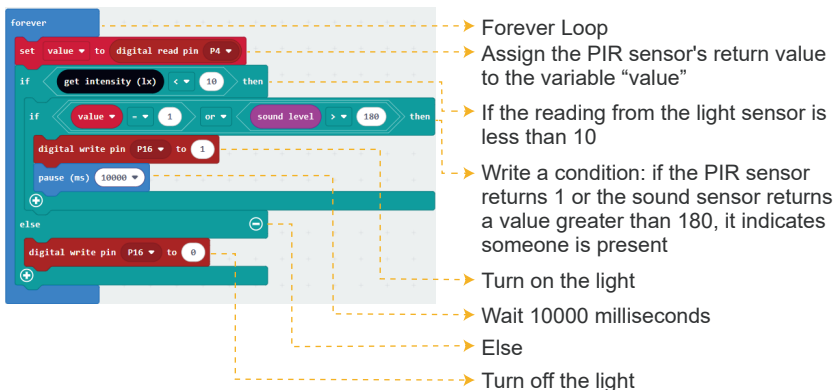 forever
set value to digital read pin P4
if get intensity (lx) < 10 then
if value = 1 or sound level > 180 then
digital write pin P16 to 1
pause (ms) 10000
else
digital write pin P16 to 0
Forever Loop
Assign the PIR sensor's return value
to the variable “value”
If the reading from the light sensor is
less than 10
Write a condition: if the PIR sensor
returns 1 or the sound sensor returns
a value greater than 180, it indicates
someone is present
Turn on the light
Wait 10000 milliseconds
Else
Turn off the light